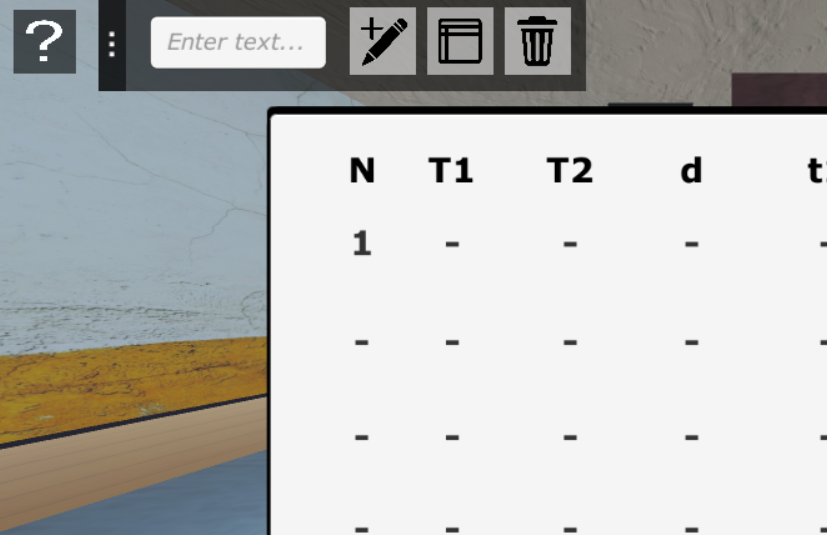 ?
Enter text...
N T1 T2 d
1 - - -
- - - -
- - - -
- - - -